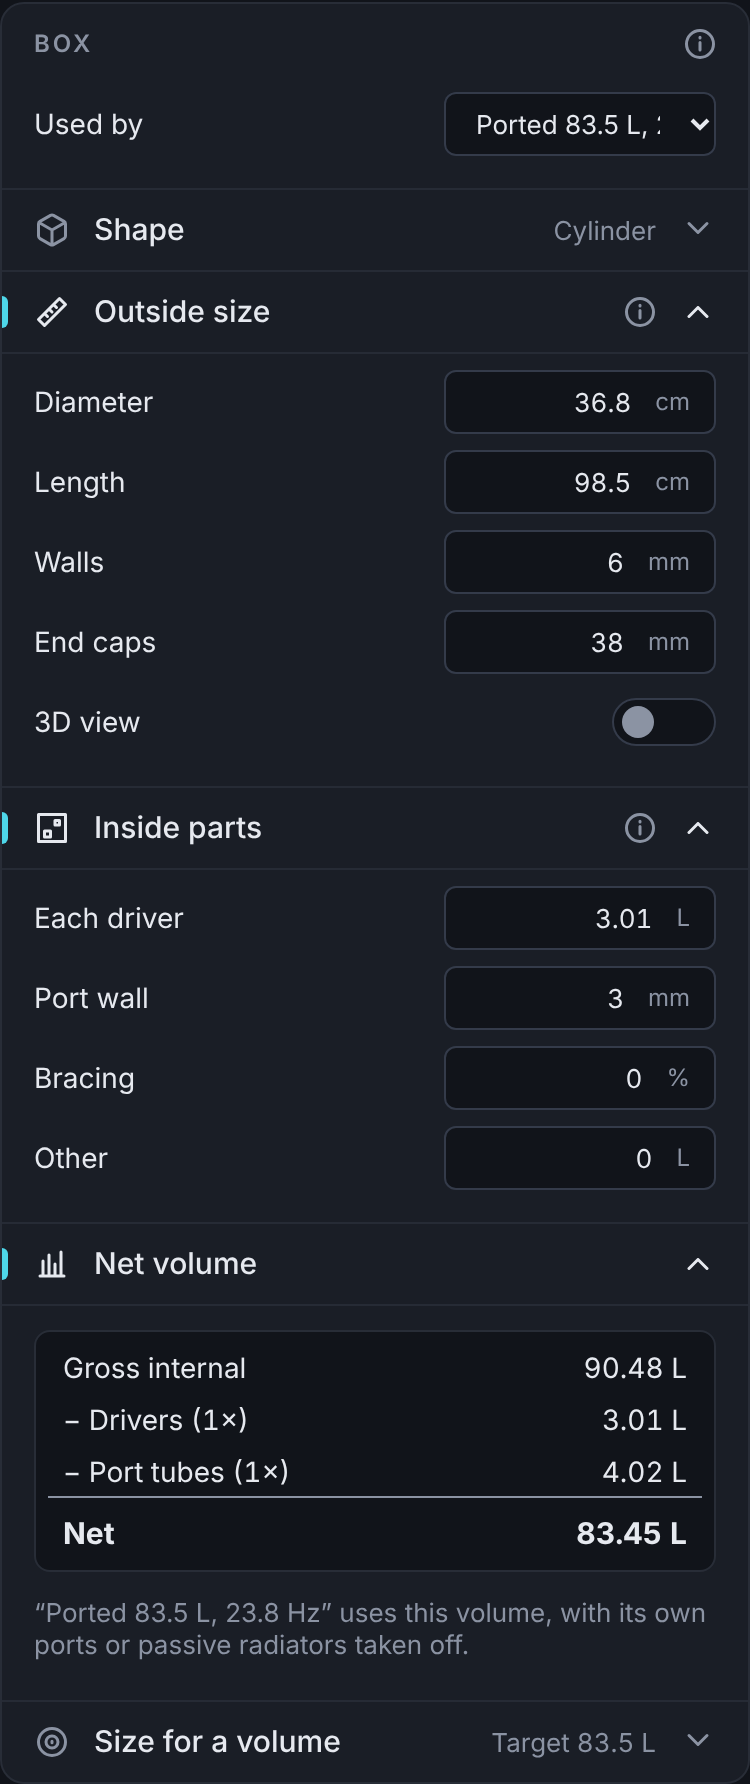 BOX
Used by
Ported 83.5 L,
Shape
Cylinder
Outside size
Diameter
36.8 cm
Length
98.5 cm
Walls
6 mm
End caps
38 mm
3D view
Inside parts
Each driver
3.01 L
Port wall
3 mm
Bracing
0 %
Other
0 L
Net volume
Gross internal 90.48 L
− Drivers (1×) 3.01 L
− Port tubes (1×) 4.02 L
Net 83.45 L
“Ported 83.5 L, 23.8 Hz” uses this volume, with its own
ports or passive radiators taken off.
Size for a volume
Target 83.5 L